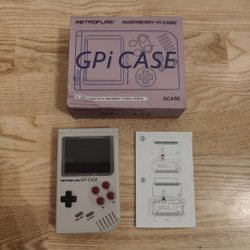 RETROFLAG RASPBERRY Pi CASE
GPi CASE
GCASE
RETROFLAG GPi CASE